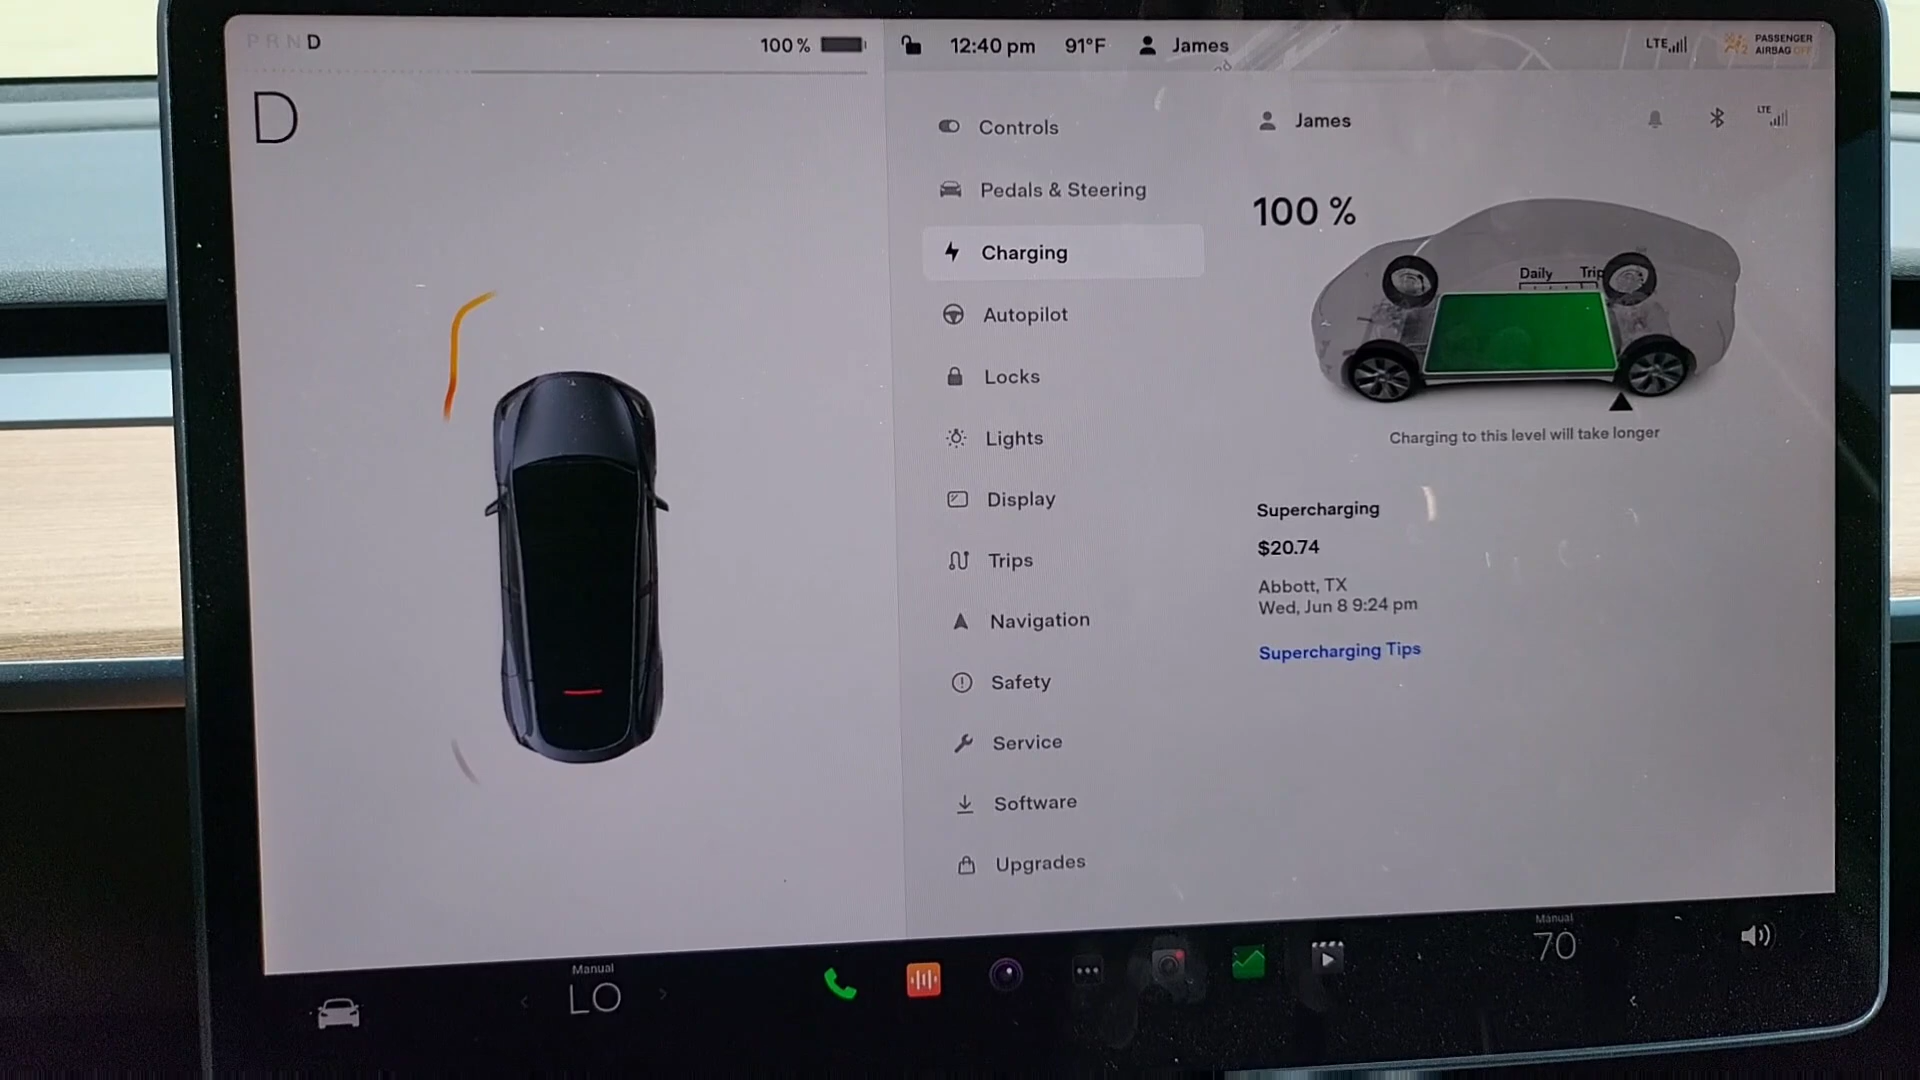 PRND
100 %
12:40 pm
91°F
James
LTE
PASSENGER
AIRBAG OFF
D
Controls
Pedals & Steering
Charging
Autopilot
Locks
Lights
Display
Trips
Navigation
Safety
Service
Software
Upgrades
James
LTE
100 %
Daily
Trip
Charging to this level will take longer
Supercharging
$20.74
Abbott, TX
Wed, Jun 8 9:24 pm
Supercharging Tips
Manual
LO
Manual
70